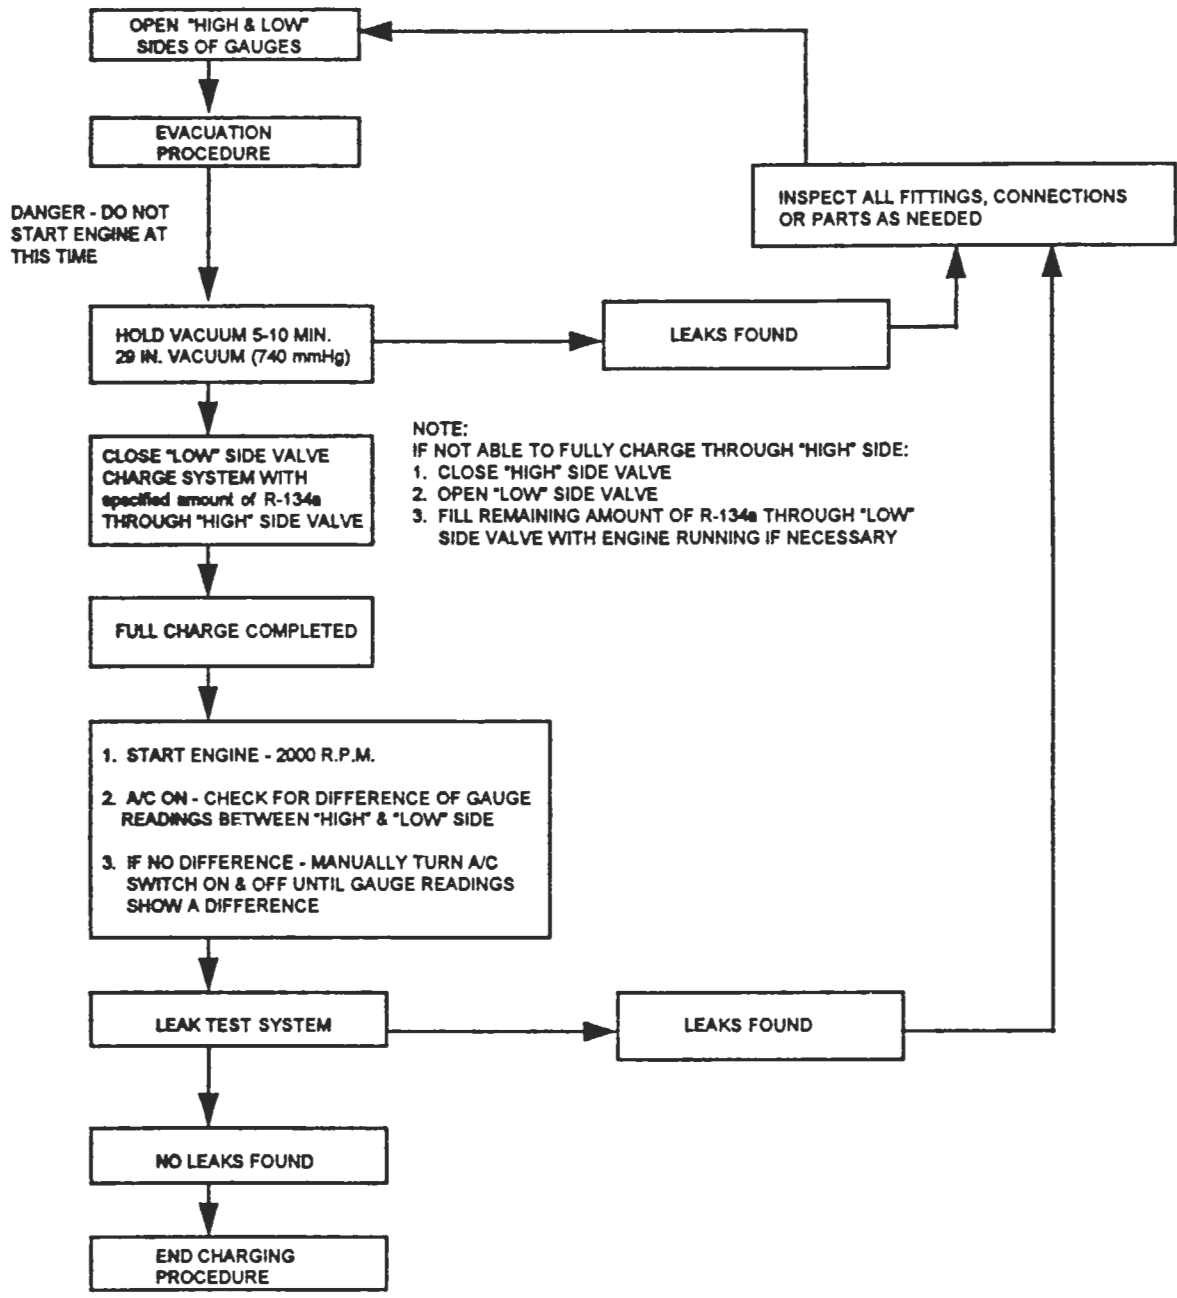 OPEN "HIGH & LOW"
SIDES OF GAUGES
EVACUATION
PROCEDURE
DANGER - DO NOT
START ENGINE AT
THIS TIME
INSPECT ALL FITTINGS, CONNECTIONS
OR PARTS AS NEEDED
HOLD VACUUM 5-10 MIN.
29 IN. VACUUM (740 mmHg)
LEAKS FOUND
CLOSE "LOW" SIDE VALVE
CHARGE SYSTEM WITH
specified amount of R-134a
THROUGH "HIGH" SIDE VALVE
NOTE:
IF NOT ABLE TO FULLY CHARGE THROUGH "HIGH" SIDE:
1. CLOSE "HIGH" SIDE VALVE
2. OPEN "LOW" SIDE VALVE
3. FILL REMAINING AMOUNT OF R-134a THROUGH "LOW"
SIDE VALVE WITH ENGINE RUNNING IF NECESSARY
FULL CHARGE COMPLETED
1. START ENGINE - 2000 R.P.M.
2. A/C ON - CHECK FOR DIFFERENCE OF GAUGE
READINGS BETWEEN "HIGH" & "LOW" SIDE
3. IF NO DIFFERENCE - MANUALLY TURN A/C
SWITCH ON & OFF UNTIL GAUGE READINGS
SHOW A DIFFERENCE
LEAK TEST SYSTEM
LEAKS FOUND
NO LEAKS FOUND
END CHARGING
PROCEDURE